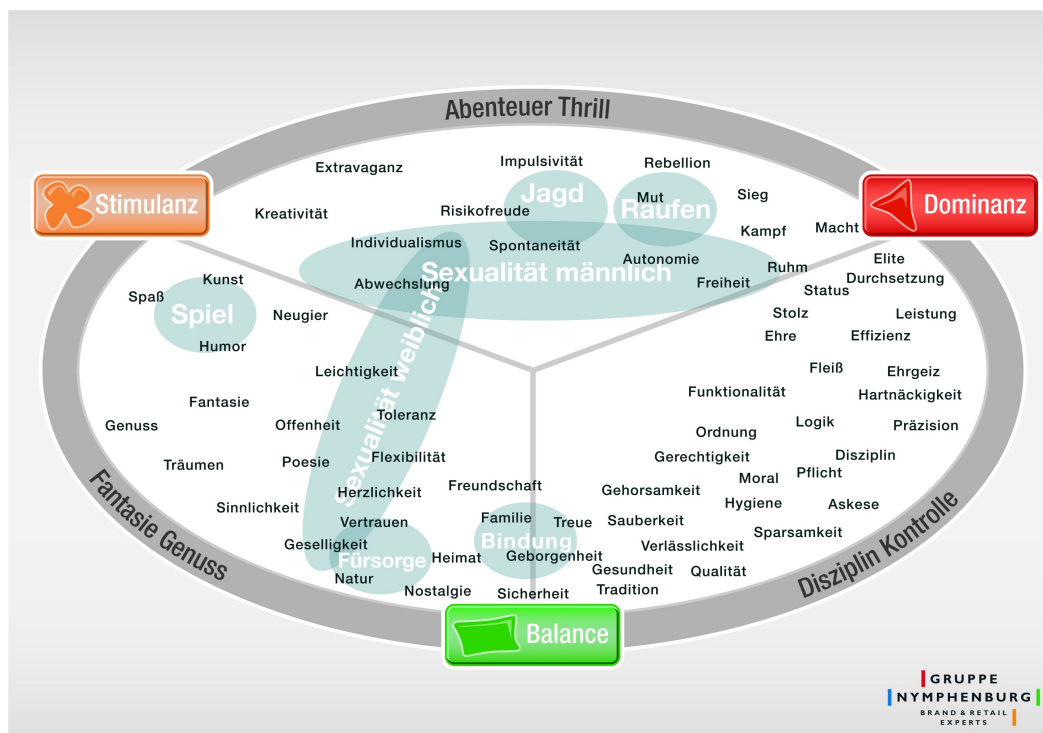 Abenteuer Thrill
Extravaganz
Impulsivität
Rebellion
Stimulanz
Jagd
Mut
Raufen
Sieg
Dominanz
Kreativität
Risikofreude
Kampf
Macht
Individualismus
Spontaneität
Autonomie
Elite
Sexualität männlich
Ruhm
Durchsetzung
Kunst
Abwechslung
Freiheit
Status
Spaß
Spiel
Neugier
Stolz
Leistung
Humor
Ehre
Effizienz
Sexualität weiblich
Leichtigkeit
Fleiß
Ehrgeiz
Fantasie
Funktionalität
Hartnäckigkeit
Genuss
Offenheit
Toleranz
Logik
Präzision
Ordnung
Träumen
Poesie
Flexibilität
Gerechtigkeit
Disziplin
Moral
Pflicht
Herzlichkeit
Freundschaft
Gehorsamkeit
Sinnlichkeit
Hygiene
Askese
Vertrauen
Familie
Treue
Sauberkeit
Sparsamkeit
Geselligkeit
Bindung
Verlässlichkeit
Fürsorge
Heimat
Geborgenheit
Gesundheit
Qualität
Natur
Nostalgie
Sicherheit
Tradition
Fantasie Genuss
Disziplin Kontrolle
Balance
GRUPPE
NYMPHENBURG
BRAND & RETAIL
EXPERTS